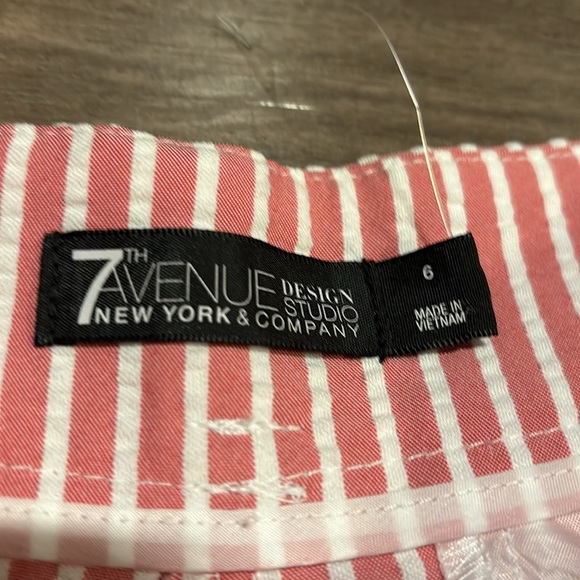 7TH AVENUE DESIGN STUDIO
NEW YORK & COMPANY
6
MADE IN
VIETNAM